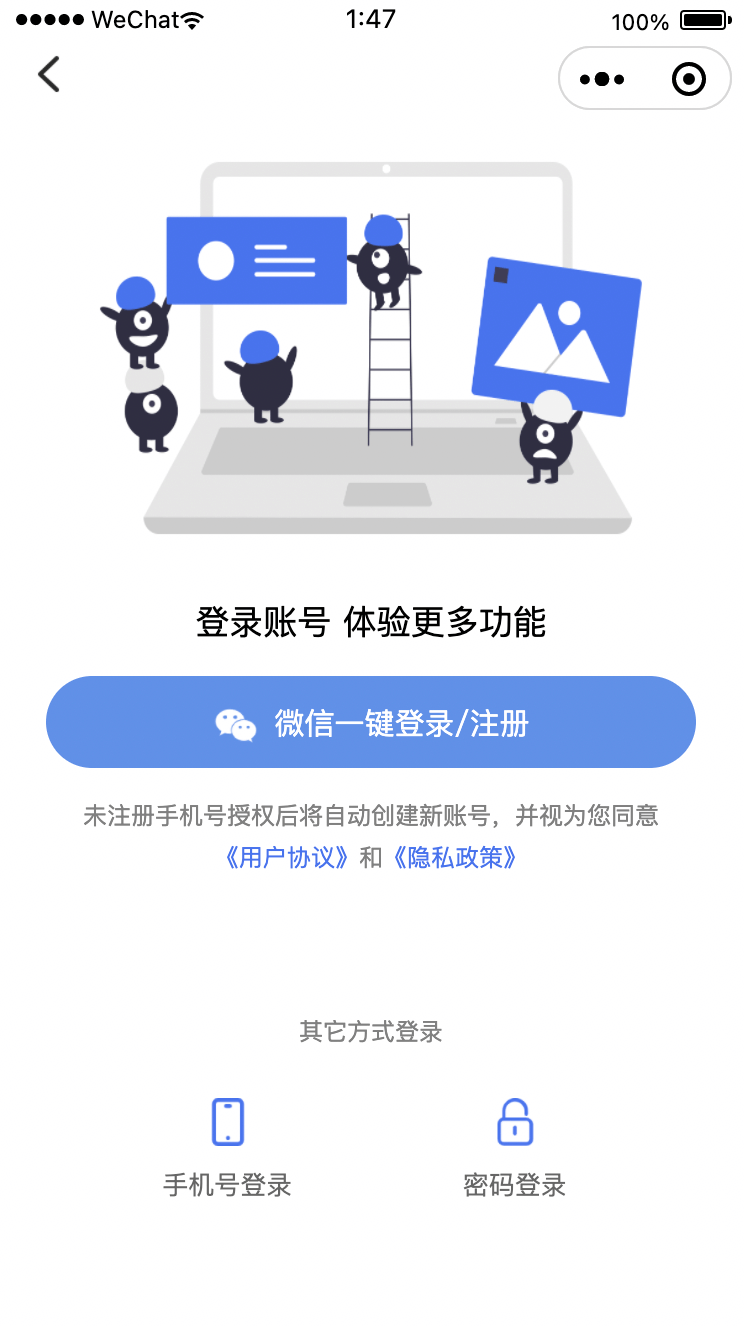 WeChat 1:47 100%
登录账号 体验更多功能
微信一键登录/注册
未注册手机号授权后将自动创建新账号，并视为您同意
《用户协议》和《隐私政策》
其它方式登录
手机号登录 密码登录